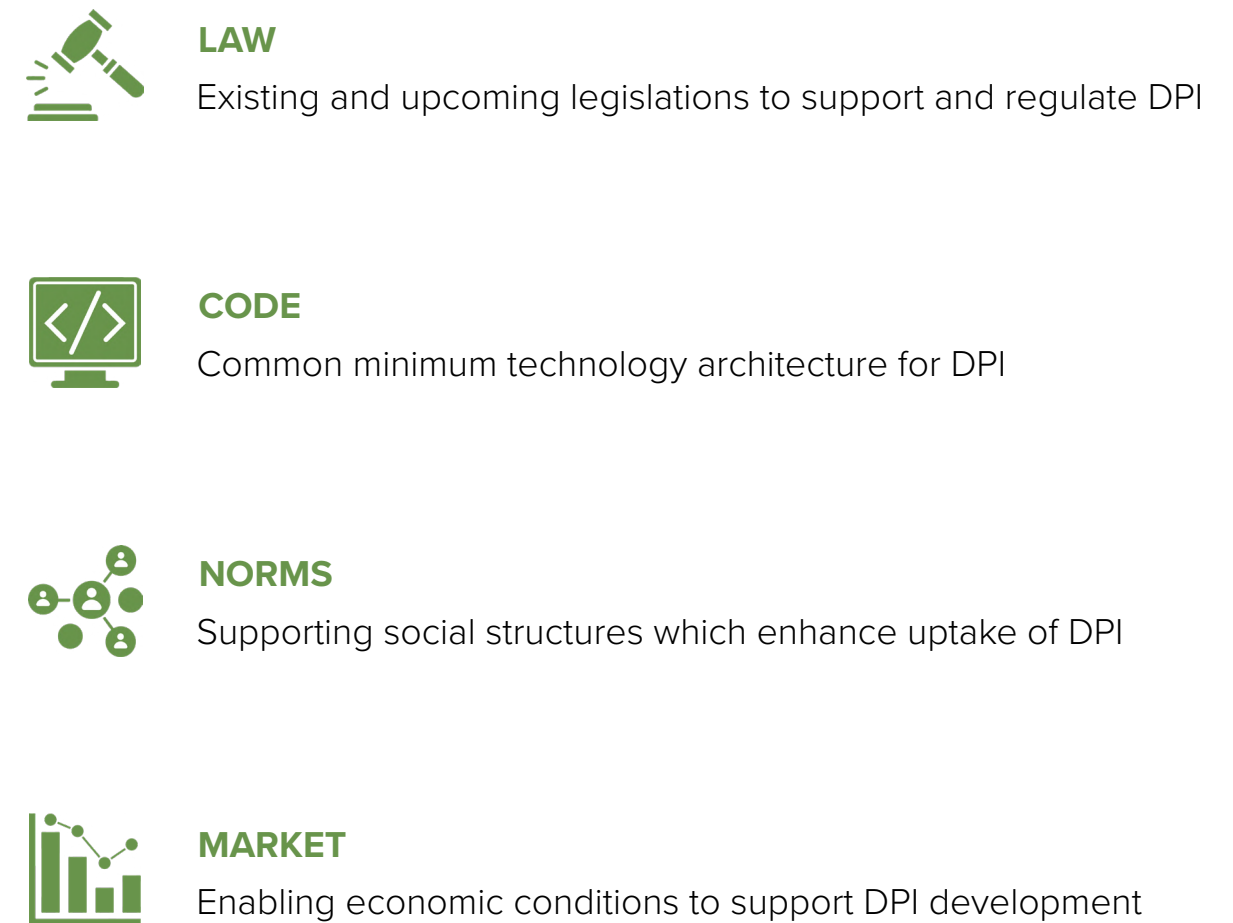 LAW
Existing and upcoming legislations to support and regulate DPI
</>
CODE
Common minimum technology architecture for DPI
NORMS
Supporting social structures which enhance uptake of DPI
MARKET
Enabling economic conditions to support DPI development